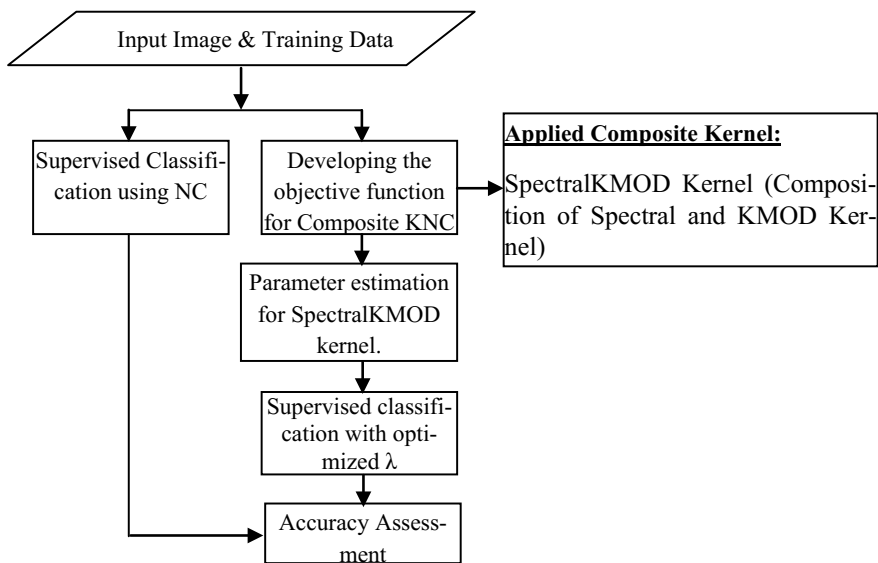 Input Image & Training Data
Supervised Classifi-
cation using NC
Developing the
objective function
for Composite KNC
Applied Composite Kernel:
SpectralKMOD Kernel (Composi-
tion of Spectral and KMOD Ker-
nel)
Parameter estimation
for SpectralKMOD
kernel.
Supervised classifi-
cation with opti-
mized λ
Accuracy Assess-
ment